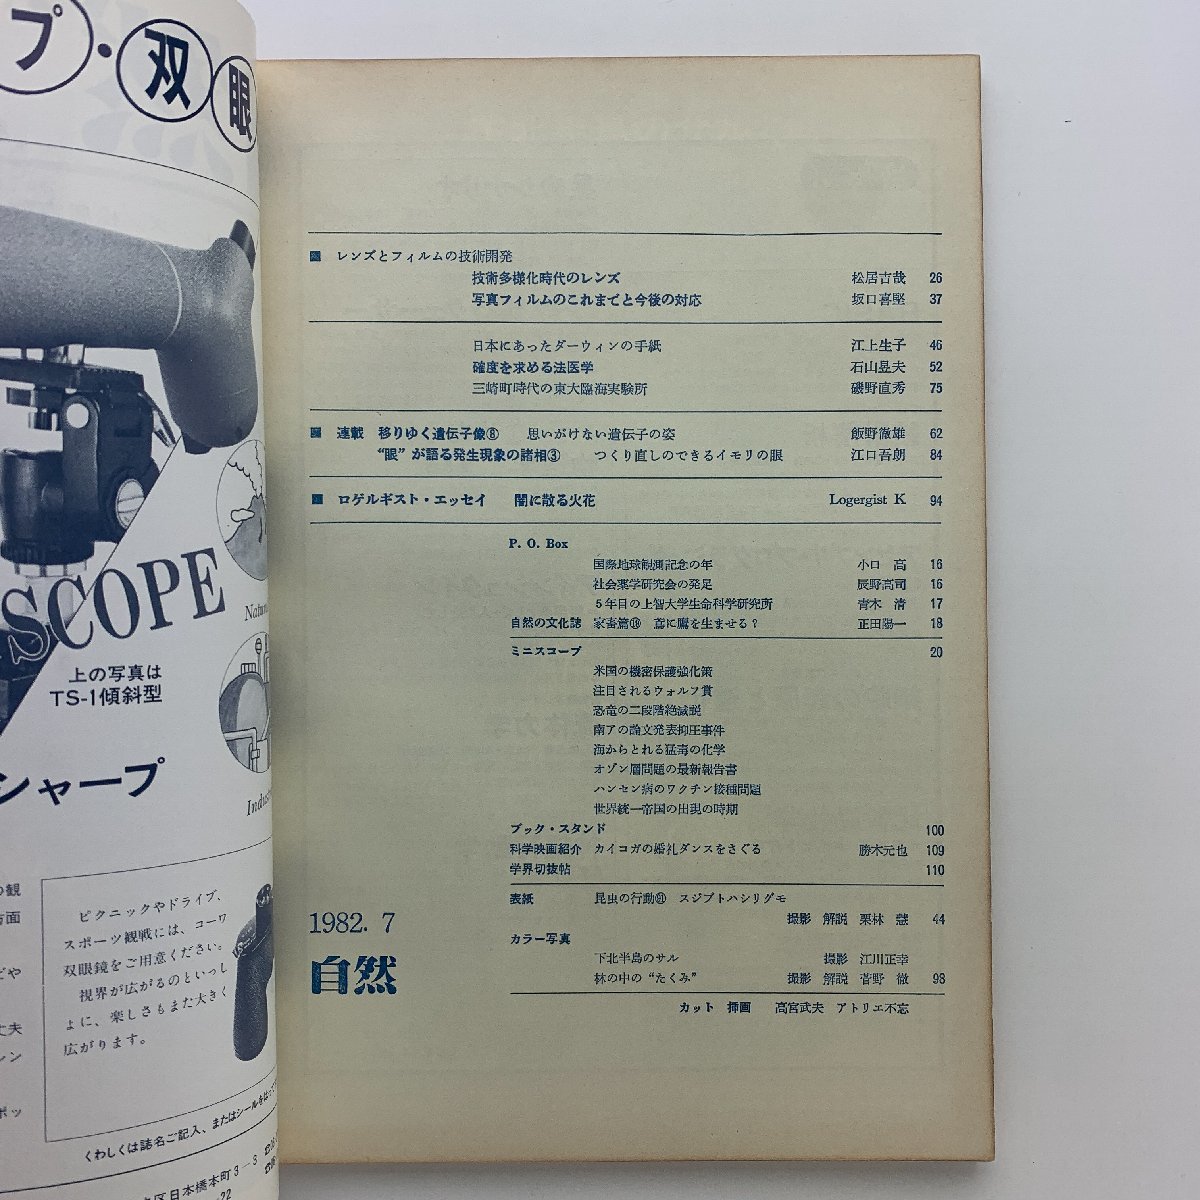 プ・双眼
SCOPE
上の写真は
TS-1傾斜型
シャープ
ピクニックやドライブ、
スポーツ観戦には、コーワ
双眼鏡をご用意ください。
視界が広がるのといっし
ょに、楽しさもまた大きく
広がります。
くわしくは誌名ご記入、またはシールをはって
区日本橋本町3-3
レンズとフィルムの技術開発
技術多様化時代のレンズ 松居吉哉 26
写真フィルムのこれまでと今後の対応 坂口喜堅 37
日本にあったダーウィンの手紙 江上生子 46
確度を求める法医学 石山昱夫 52
三崎町時代の東大臨海実験所 磯野直秀 75
連載 移りゆく遺伝子像⑧ 思いがけない遺伝子の姿 飯野徹雄 62
“眼”が語る発生現象の諸相③ つくり直しのできるイモリの眼 江口吾朗 84
ロゲルギスト・エッセイ 闇に散る火花 Logergist K 94
P. O. Box
国際地球観測記念の年 小口 高 16
社会薬学研究会の発足 辰野高司 16
5年目の上智大学生命科学研究所 青木 清 17
自然の文化誌 家畜篇⑲ 鳶に鷹を生ませる？ 正田陽一 18
ミニスコープ 20
米国の機密保護強化策
注目されるウォルフ賞
恐竜の二段階絶滅説
南アの論文発表抑圧事件
海からとれる猛毒の化学
オゾン層問題の最新報告書
ハンセン病のワクチン接種問題
世界統一帝国の出現の時期
ブック・スタンド 100
科学映画紹介 カイコガの婚礼ダンスをさぐる 勝木元也 109
学界切抜帖 110
表紙 昆虫の行動㉛ スジブトハシリグモ
撮影 解説 栗林 慧 44
カラー写真
下北半島のサル 撮影 江川正幸
林の中の“たくみ” 撮影 解説 菅野 徹 98
カット 挿画 高宮武夫 アトリエ不忘
1982. 7
自然